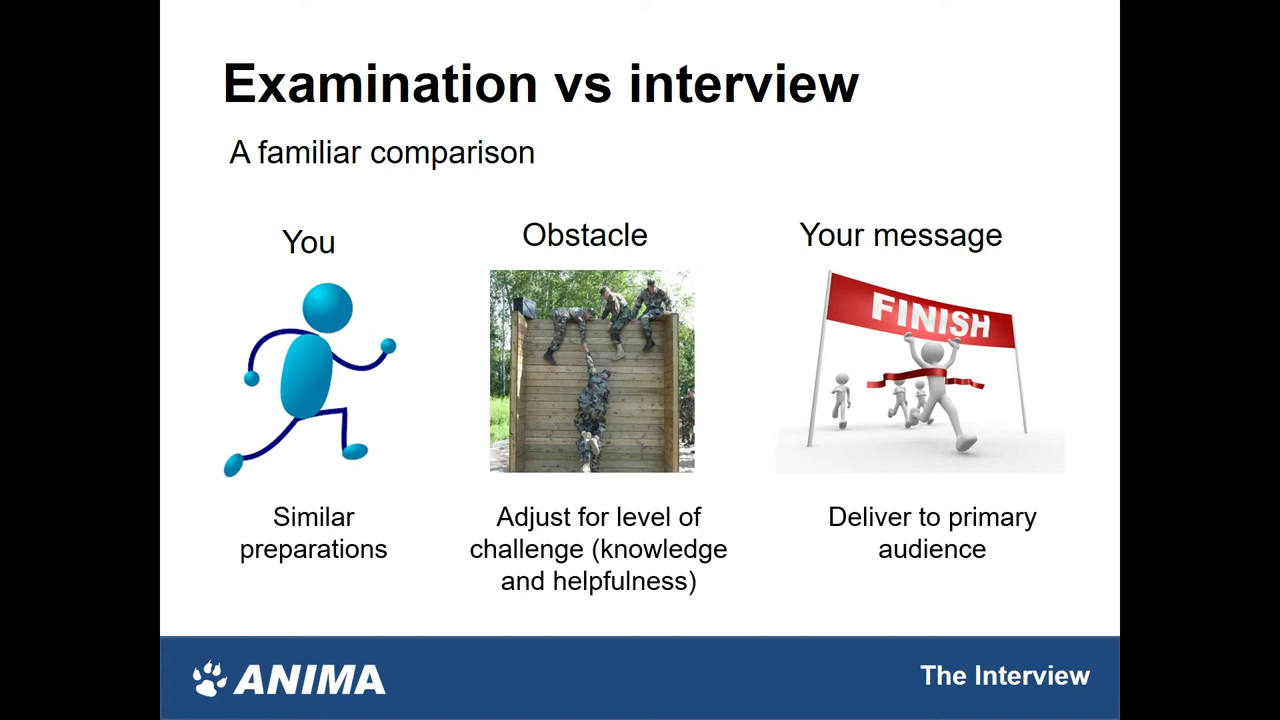 Examination vs interview
A familiar comparison
You
Obstacle
Your message
FINISH
Similar
preparations
Adjust for level of
challenge (knowledge
and helpfulness)
Deliver to primary
audience
ANIMA
The Interview